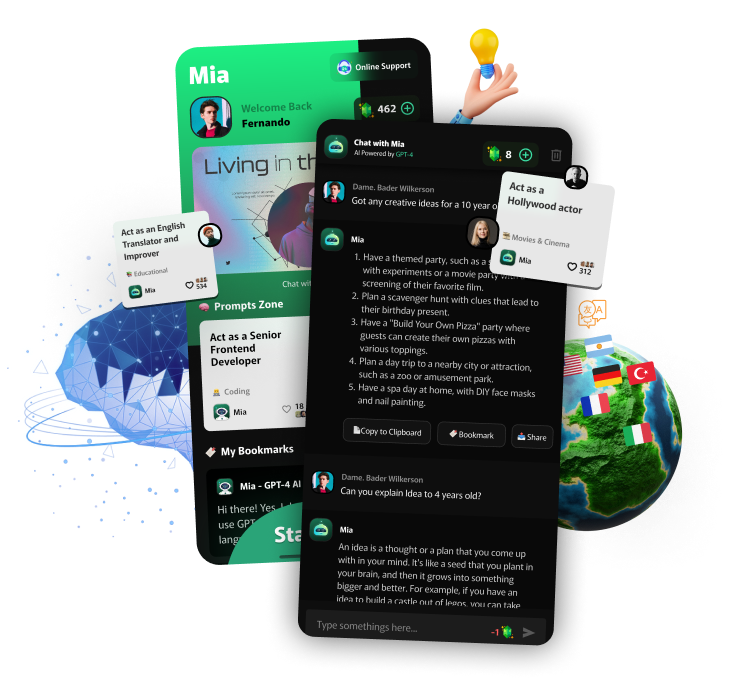 Mia
Online Support
Welcome Back
Fernando
462
Living in th
Chat wit
Prompts Zone
Act as a Senior
Frontend
Developer
Coding
Mia
18
My Bookmarks
Mia - GPT-4 AI
Hi there! Yes, I
use GPT
lang
Sta
Act as an English
Translator and
Improver
Educational
Mia
534
Chat with Mia
AI Powered by GPT-4
8
Dame. Bader Wilkerson
Got any creative ideas for a 10 year o
Mia
1. Have a themed party, such as a s
with experiments or a movie party with a
screening of their favorite film.
2. Plan a scavenger hunt with clues that lead to
their birthday present.
3. Have a "Build Your Own Pizza" party where
guests can create their own pizzas with
various toppings.
4. Plan a day trip to a nearby city or attraction,
such as a zoo or amusement park.
5. Have a spa day at home, with DIY face masks
and nail painting.
Copy to Clipboard
Bookmark
Share
Dame. Bader Wilkerson
Can you explain Idea to 4 years old?
Mia
An idea is a thought or a plan that you come up
with in your mind. It's like a seed that you plant in
your brain, and then it grows into something
bigger and better. For example, if you have an
idea to build a castle out of legos, you can take
Type somethings here...
-1
Act as a
Hollywood actor
Movies & Cinema
Mia
312
文
A